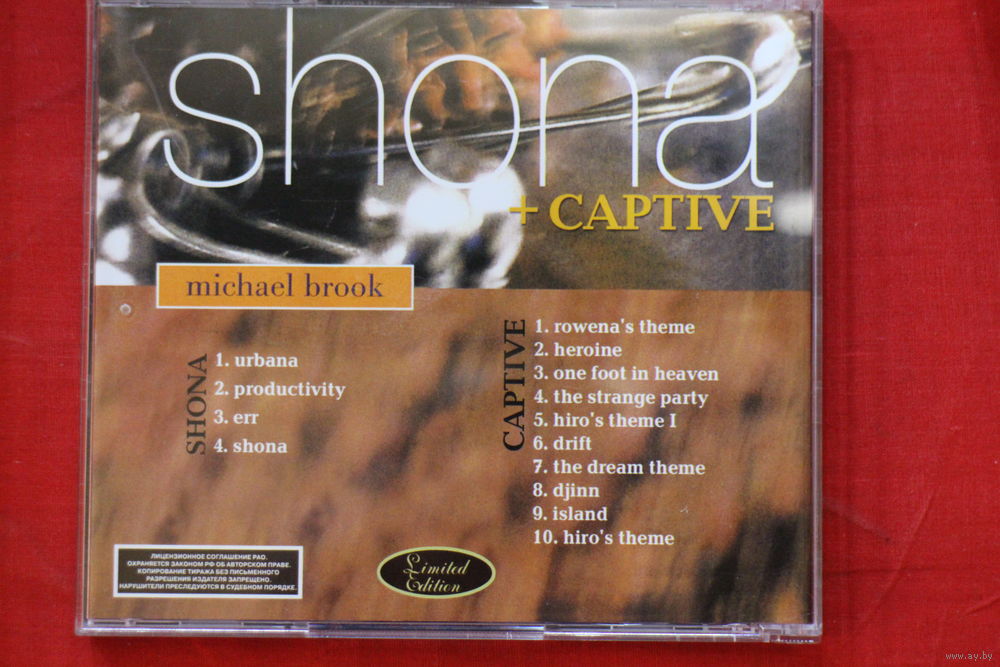 shona
+ CAPTIVE
michael brook
SHONA
1. urbana
2. productivity
3. err
4. shona
CAPTIVE
1. rowena's theme
2. heroine
3. one foot in heaven
4. the strange party
5. hiro's theme I
6. drift
7. the dream theme
8. djinn
9. island
10. hiro's theme
ЛИЦЕНЗИОННОЕ СОГЛАШЕНИЕ РАО.
ОХРАНЯЕТСЯ ЗАКОНОМ РФ ОБ АВТОРСКОМ ПРАВЕ.
КОПИРОВАНИЕ ТИРАЖА БЕЗ ПИСЬМЕННОГО
РАЗРЕШЕНИЯ ИЗДАТЕЛЯ ЗАПРЕЩЕНО.
НАРУШИТЕЛИ ПРЕСЛЕДУЮТСЯ В СУДЕБНОМ ПОРЯДКЕ.
Limited
Edition
www.ay.by